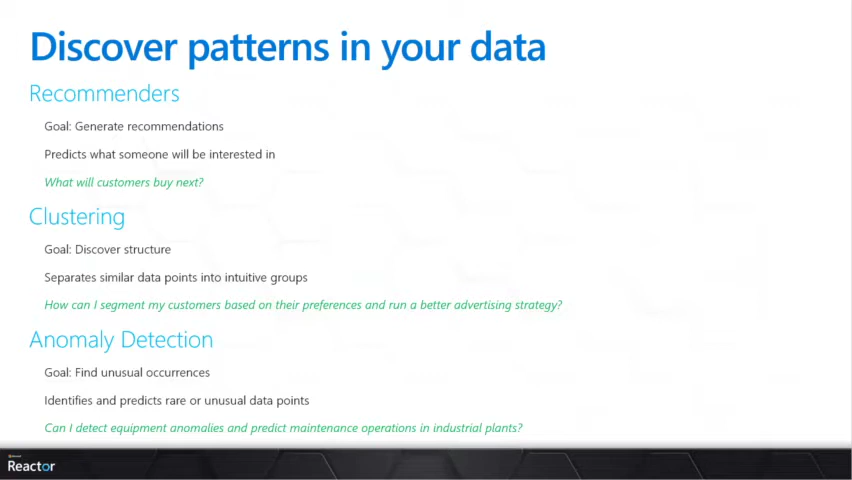 Discover patterns in your data
Recommenders
Goal: Generate recommendations
Predicts what someone will be interested in
What will customers buy next?
Clustering
Goal: Discover structure
Separates similar data points into intuitive groups
How can I segment my customers based on their preferences and run a better advertising strategy?
Anomaly Detection
Goal: Find unusual occurrences
Identifies and predicts rare or unusual data points
Can I detect equipment anomalies and predict maintenance operations in industrial plants?
Reactor